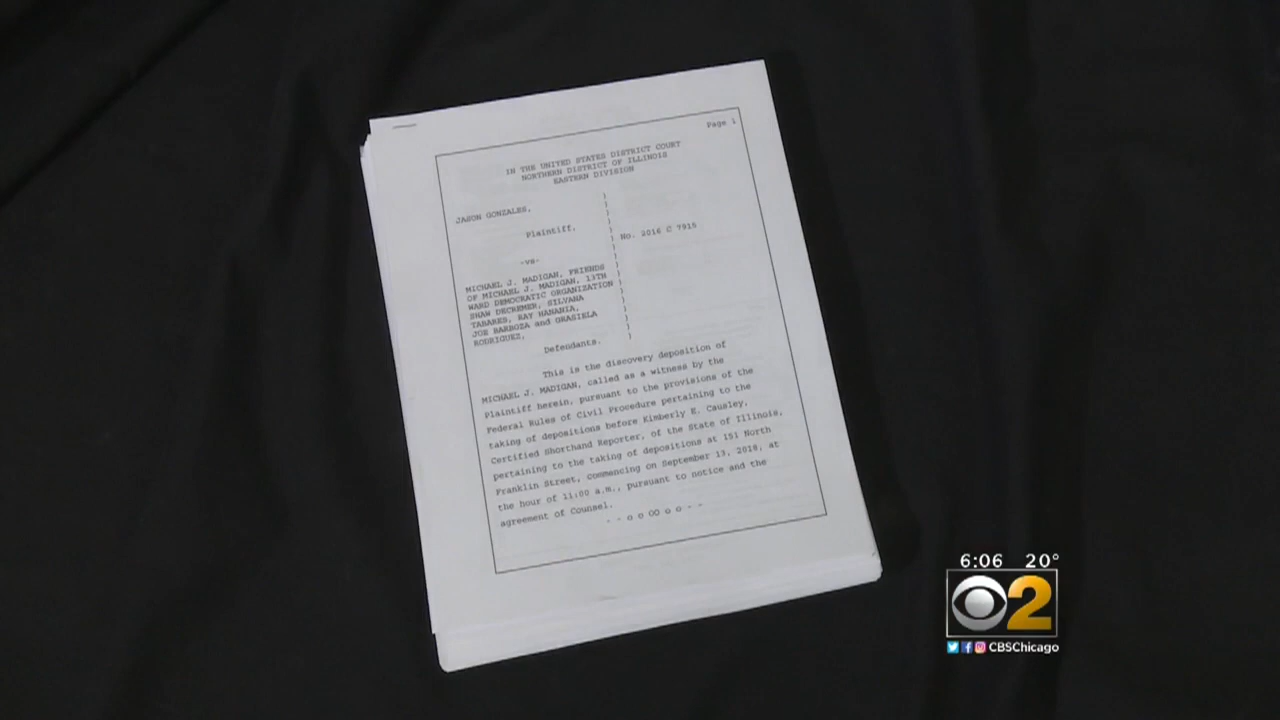 Page 1
IN THE UNITED STATES DISTRICT COURT
NORTHERN DISTRICT OF ILLINOIS
EASTERN DIVISION
JASON GONZALES,
Plaintiff,
-vs-
No. 2016 C 7915
MICHAEL J. MADIGAN, FRIENDS
OF MICHAEL J. MADIGAN, 13TH
WARD DEMOCRATIC ORGANIZATION
SHAW DECREMER, SILVANA
TABARES, RAY HANANIA,
JOE BARBOZA and GRASIELA
RODRIGUEZ,
Defendants.
This is the discovery deposition of
MICHAEL J. MADIGAN, called as a witness by the
Plaintiff herein, pursuant to the provisions of the
Federal Rules of Civil Procedure pertaining to the
taking of depositions before Kimberly E. Causley,
Certified Shorthand Reporter, of the State of Illinois,
pertaining to the taking of depositions at 151 North
Franklin Street, commencing on September 13, 2018, at
the hour of 11:00 a.m., pursuant to notice and the
agreement of Counsel.
- - o o OO o o - -
6:06 20°
2
CBSChicago